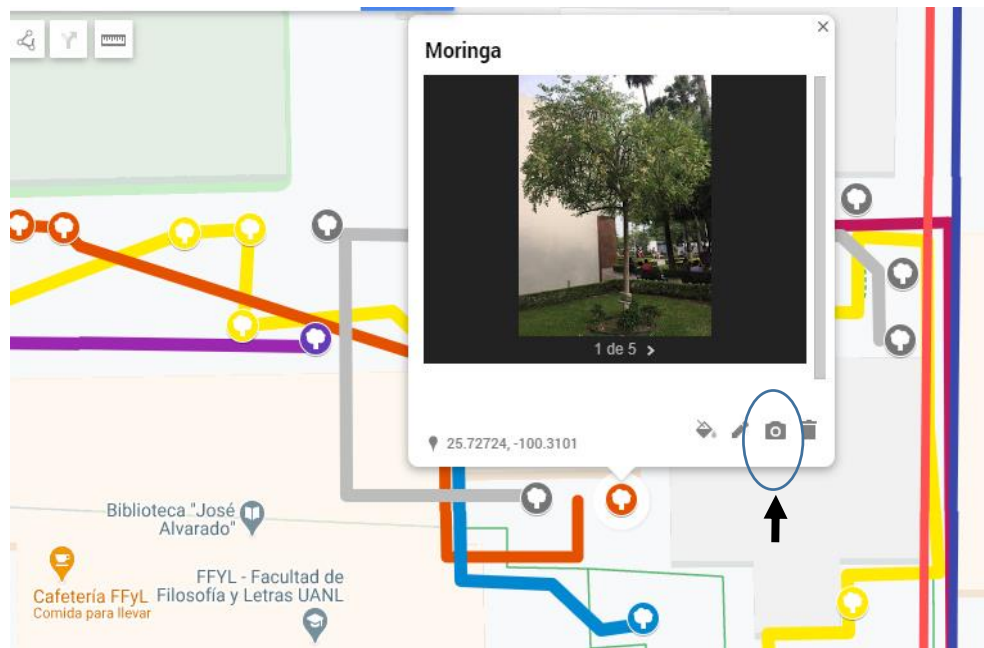 Moringa
1 de 5
25.72724, -100.3101
Biblioteca "José
Alvarado"
FFYL - Facultad de
Filosofía y Letras UANL
Cafetería FFyL
Comida para llevar